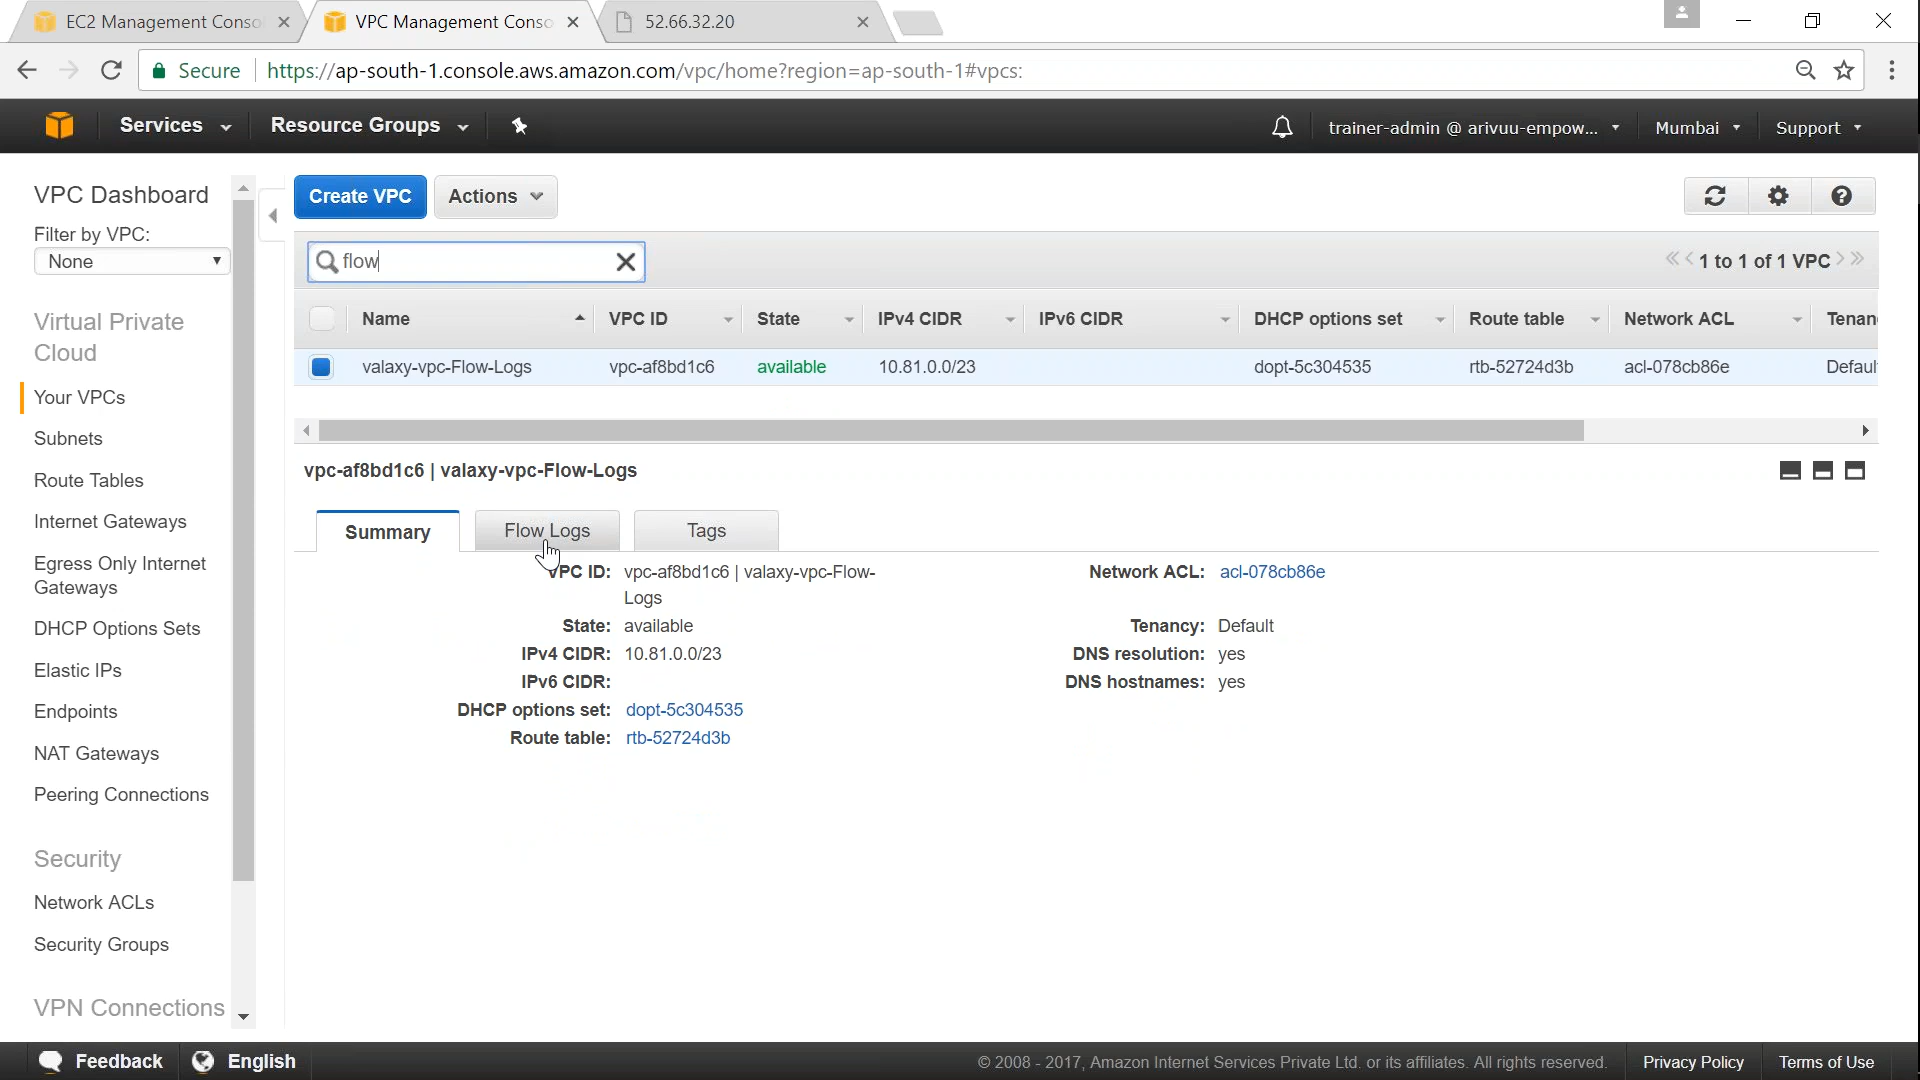 EC2 Management Conso
VPC Management Conso
52.66.32.20
Secure
https://ap-south-1.console.aws.amazon.com/vpc/home?region=ap-south-1#vpcs:
Services
Resource Groups
trainer-admin @ arivuu-empow...
Mumbai
Support
VPC Dashboard
Filter by VPC:
None
Virtual Private
Cloud
Your VPCs
Subnets
Route Tables
Internet Gateways
Egress Only Internet
Gateways
DHCP Options Sets
Elastic IPs
Endpoints
NAT Gateways
Peering Connections
Security
Network ACLs
Security Groups
VPN Connections
Create VPC
Actions
flow
1 to 1 of 1 VPC
Name VPC ID State IPv4 CIDR IPv6 CIDR DHCP options set Route table Network ACL Tenan
valaxy-vpc-Flow-Logs vpc-af8bd1c6 available 10.81.0.0/23 dopt-5c304535 rtb-52724d3b acl-078cb86e Defaul
vpc-af8bd1c6 | valaxy-vpc-Flow-Logs
Summary
Flow Logs
Tags
VPC ID: vpc-af8bd1c6 | valaxy-vpc-Flow-
Logs
State: available
IPv4 CIDR: 10.81.0.0/23
IPv6 CIDR:
DHCP options set: dopt-5c304535
Route table: rtb-52724d3b
Network ACL: acl-078cb86e
Tenancy: Default
DNS resolution: yes
DNS hostnames: yes
Feedback
English
© 2008 - 2017, Amazon Internet Services Private Ltd. or its affiliates. All rights reserved.
Privacy Policy
Terms of Use